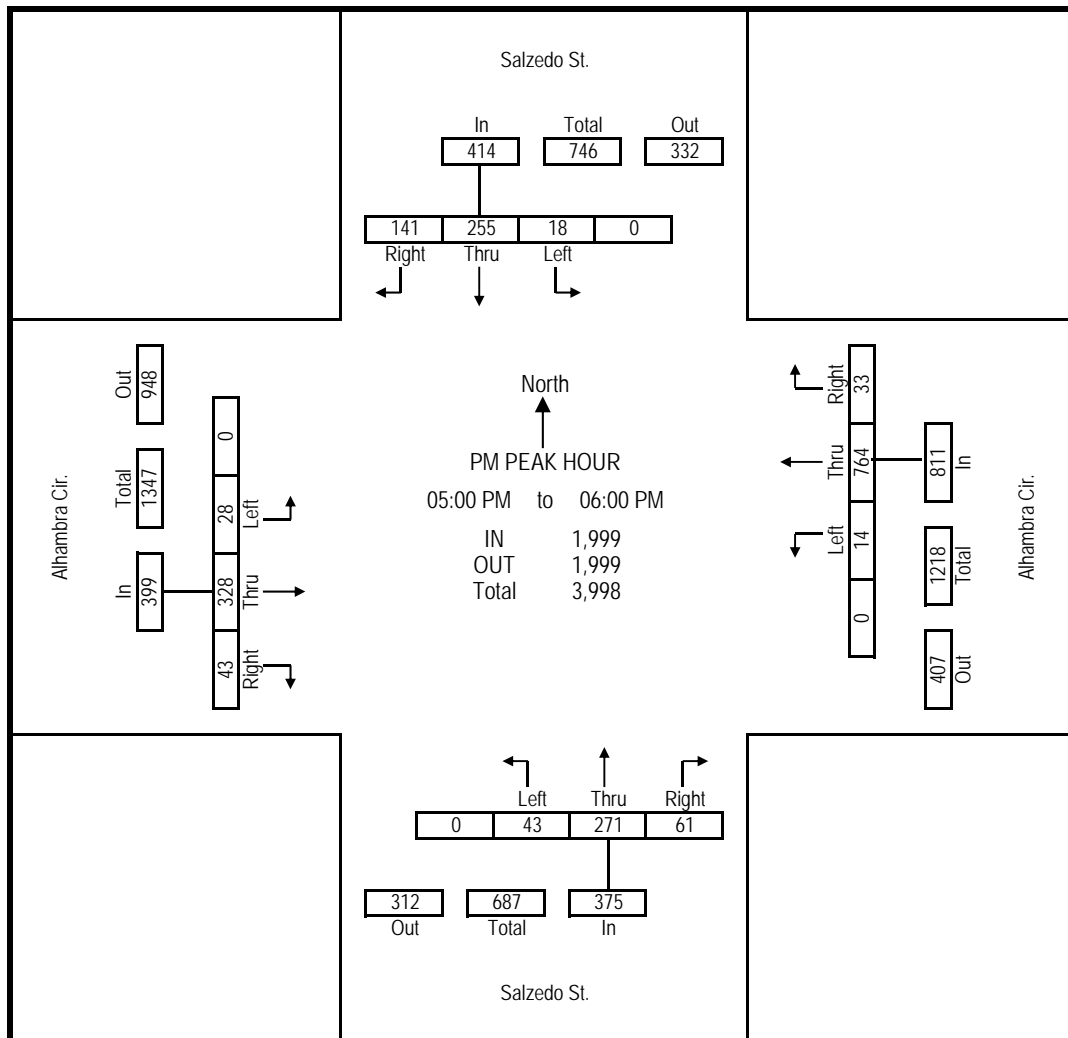 Salzedo St.
In Total Out
414 746 332
141 255 18 0
Right Thru Left
Alhambra Cir.
Out 948
Total 1347
In 399
0
28 Left
328 Thru
43 Right
North
PM PEAK HOUR
05:00 PM to 06:00 PM
IN 1,999
OUT 1,999
Total 3,998
Right 33
Thru 764
Left 14
0
811 In
1218 Total
407 Out
Alhambra Cir.
Left Thru Right
0 43 271 61
312 687 375
Out Total In
Salzedo St.